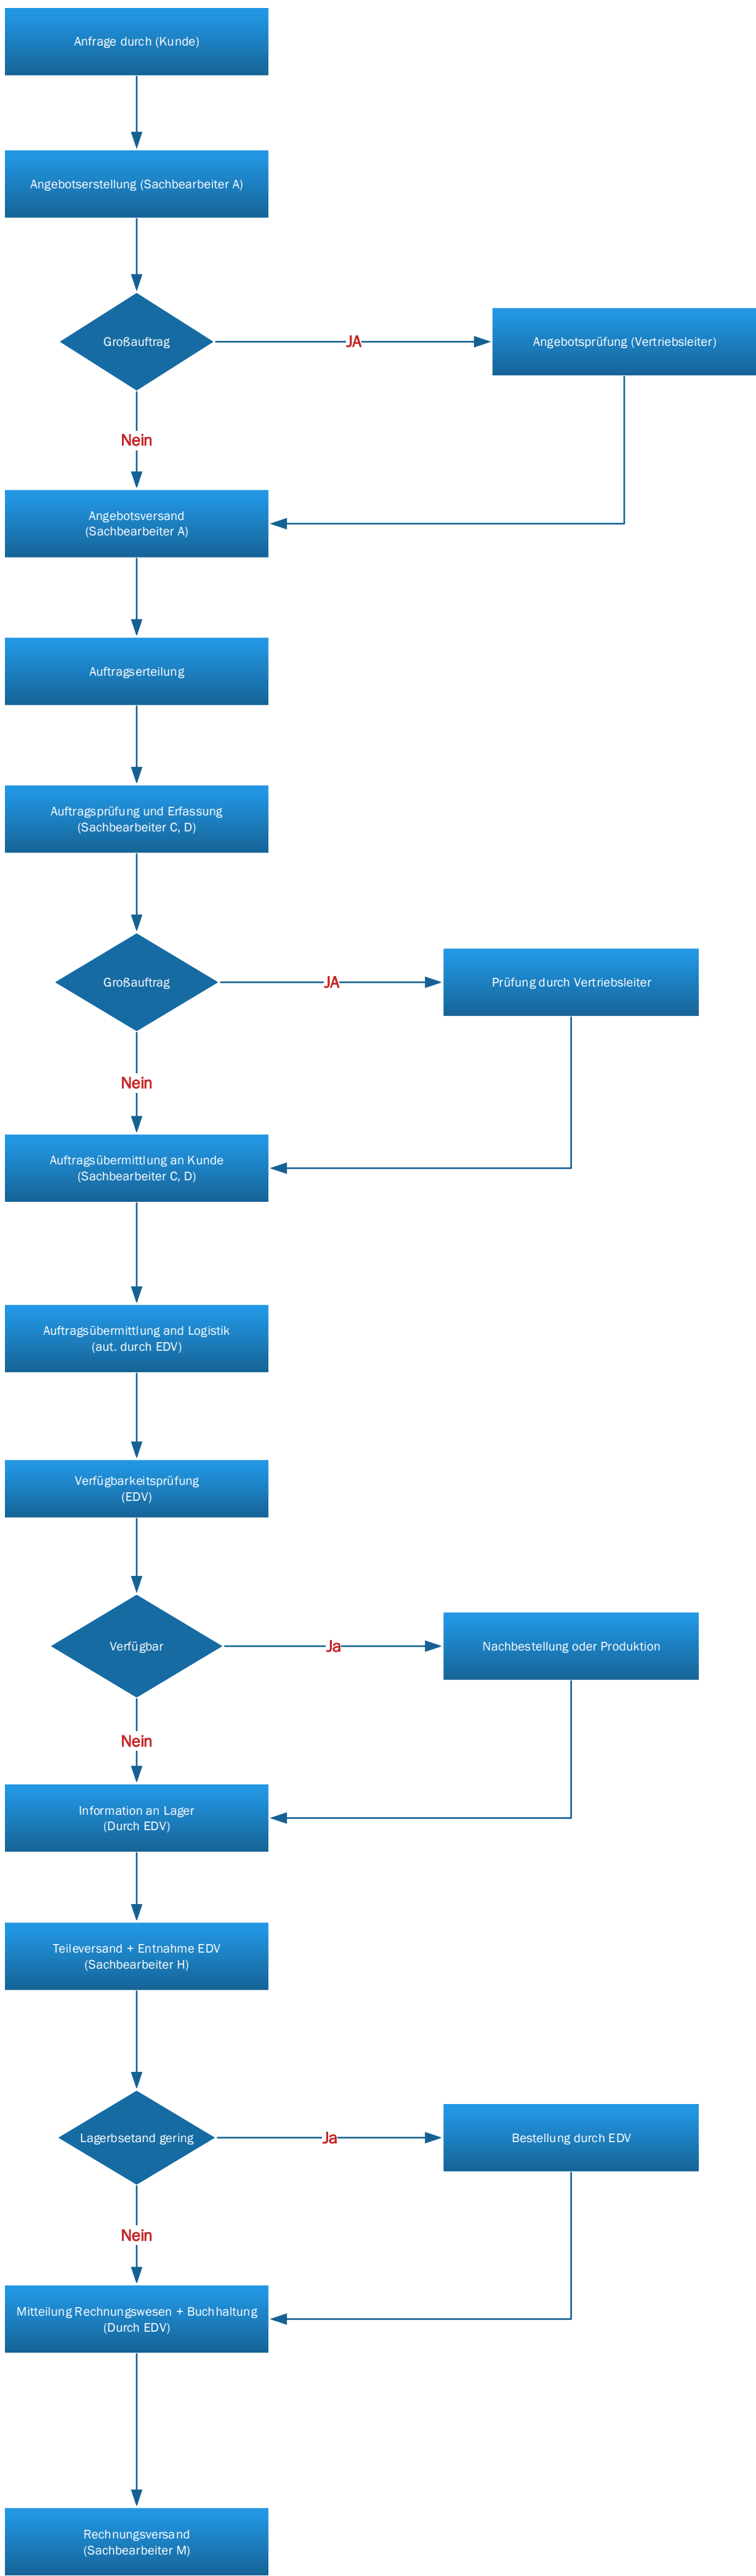 Anfrage durch (Kunde)
Angebotserstellung (Sachbearbeiter A)
Großauftrag
JA
Angebotsprüfung (Vertriebsleiter)
Nein
Angebotsversand
(Sachbearbeiter A)
Auftragserteilung
Auftragsprüfung und Erfassung
(Sachbearbeiter C, D)
Großauftrag
JA
Prüfung durch Vertriebsleiter
Nein
Auftragsübermittlung an Kunde
(Sachbearbeiter C, D)
Auftragsübermittlung and Logistik
(aut. durch EDV)
Verfügbarkeitsprüfung
(EDV)
Verfügbar
Ja
Nachbestellung oder Produktion
Nein
Information an Lager
(Durch EDV)
Teileversand + Entnahme EDV
(Sachbearbeiter H)
Lagerbsetand gering
Ja
Bestellung durch EDV
Nein
Mitteilung Rechnungswesen + Buchhaltung
(Durch EDV)
Rechnungsversand
(Sachbearbeiter M)